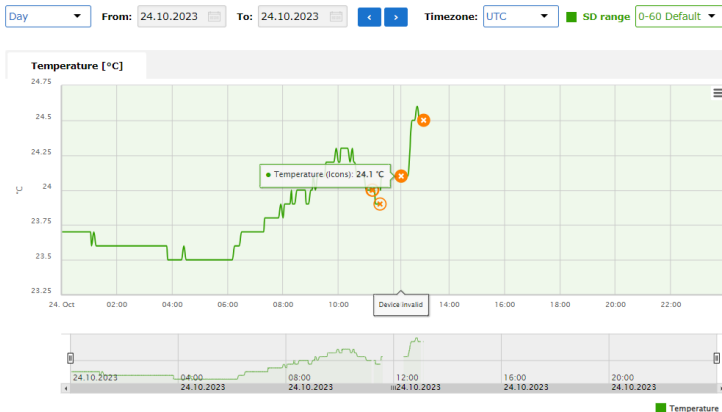 Day From: 24.10.2023 To: 24.10.2023 Timezone: UTC SD range 0-60 Default
Temperature [°C]
24.75
24.5
24.25
Temperature (Icons): 24.1 °C
24
°C
23.75
23.5
23.25
24. Oct 02:00 04:00 06:00 08:00 10:00 Device invalid 14:00 16:00 18:00 20:00 22:00
24.10.2023 04:00 08:00 12:00 16:00 20:00
24.10.2023 24.10.2023 24.10.2023 24.10.2023 24.10.2023
Temperature